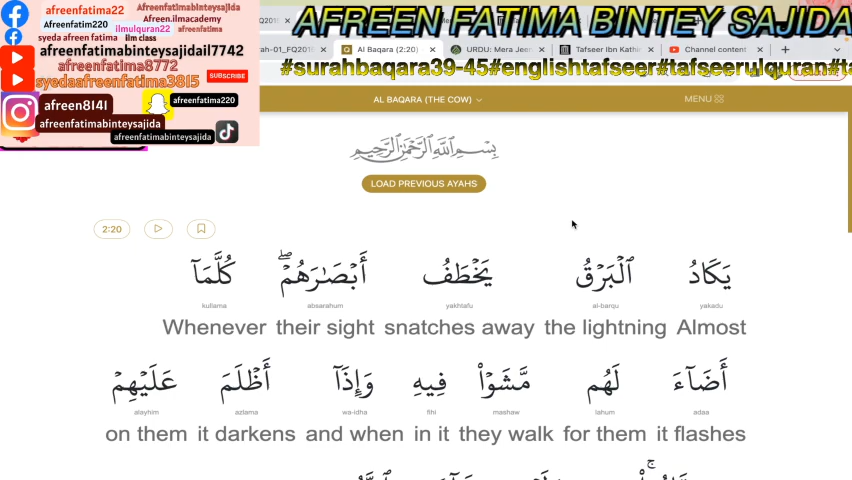 afreenfatima22
Afreenfatimabinteysajida
Afreen.ilmacademy
Afreenfatim220
ilmulquran22
afreenfatima
syeda afreen fatima
Ilm class
afreenfatimabinteysajidail7742
afreenfatima8772
syedaafreenfatima3815
SUBSCRIBE
afreen8141
afreenfatima220
afreenfatimabinteysajida
afreenfatimabinteysajida
AFREEN FATIMA BINTEY SAJIDA
Al Baqara (2:20)
URDU: Mera Jeen
Tafseer Ibn Kathir
Channel content
#surahbaqara39-45#englishtafseer#tafseerulquran#ta
AL BAQARA (THE COW)
MENU
بِسْمِ اللَّهِ الرَّحْمَٰنِ الرَّحِيمِ
LOAD PREVIOUS AYAHS
2:20
يَكَادُ ٱلْبَرْقُ يَخْطَفُ أَبْصَٰرَهُمْ ۖ كُلَّمَآ
kullama absarahum yakhtafu al-barqu yakadu
Whenever their sight snatches away the lightning Almost
أَضَآءَ لَهُم مَّشَوْا۟ فِيهِ وَإِذَآ أَظْلَمَ عَلَيْهِمْ
alayhim azlama wa-idha fihi mashaw lahum adaa
on them it darkens and when in it they walk for them it flashes